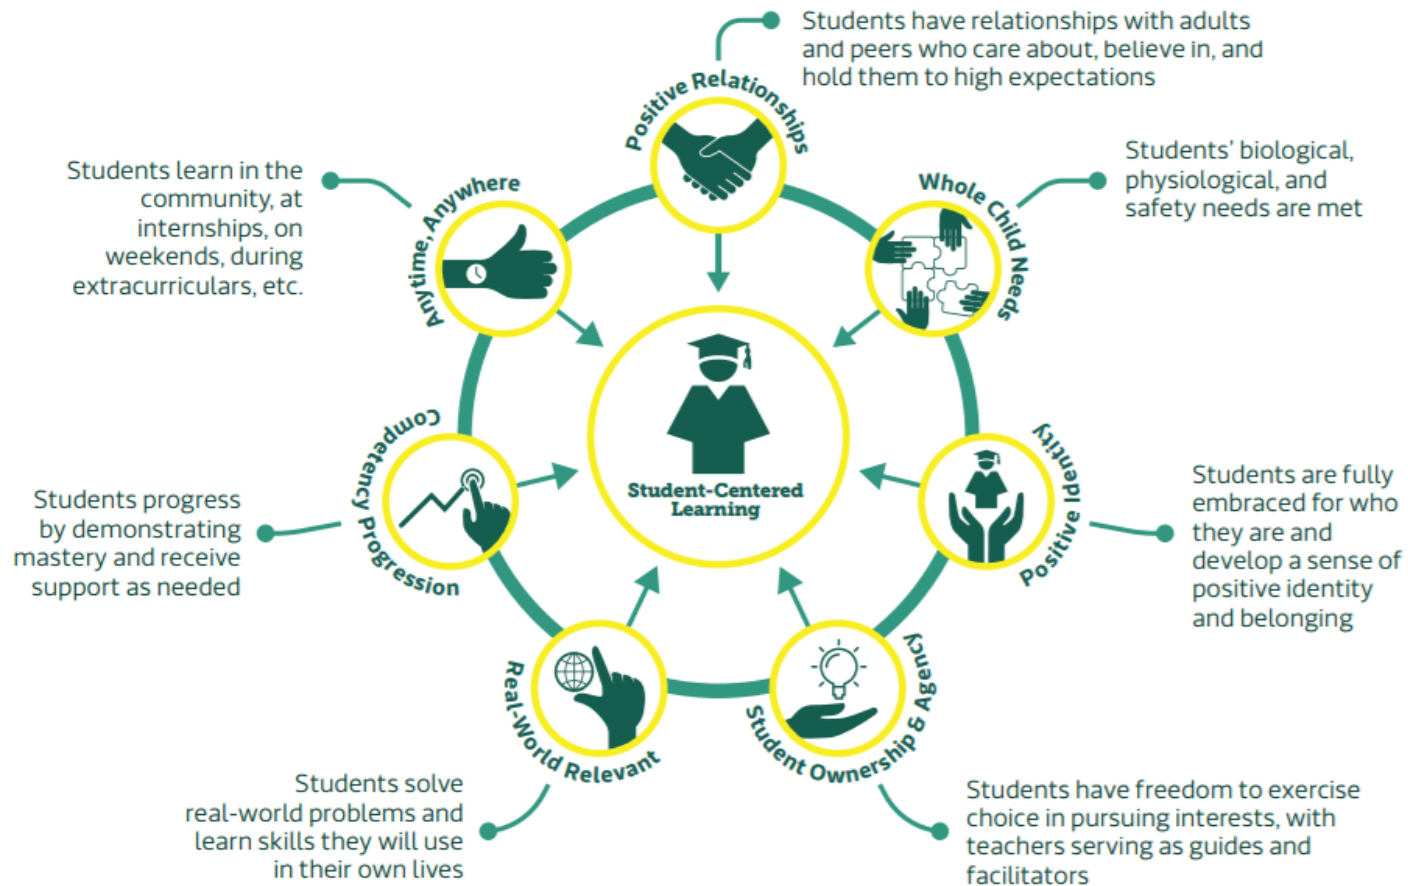 Students have relationships with adults
and peers who care about, believe in, and
hold them to high expectations
Positive Relationships
Students' biological,
physiological, and
safety needs are met
Whole Child Needs
Students are fully
embraced for who
they are and
develop a sense of
positive identity
and belonging
Positive Identity
Students have freedom to exercise
choice in pursuing interests, with
teachers serving as guides and
facilitators
Student Ownership & Agency
Students solve
real-world problems and
learn skills they will use
in their own lives
Real-World Relevant
Students progress
by demonstrating
mastery and receive
support as needed
Competency Progression
Students learn in the
community, at
internships, on
weekends, during
extracurriculars, etc.
Anytime, Anywhere
Student-Centered
Learning